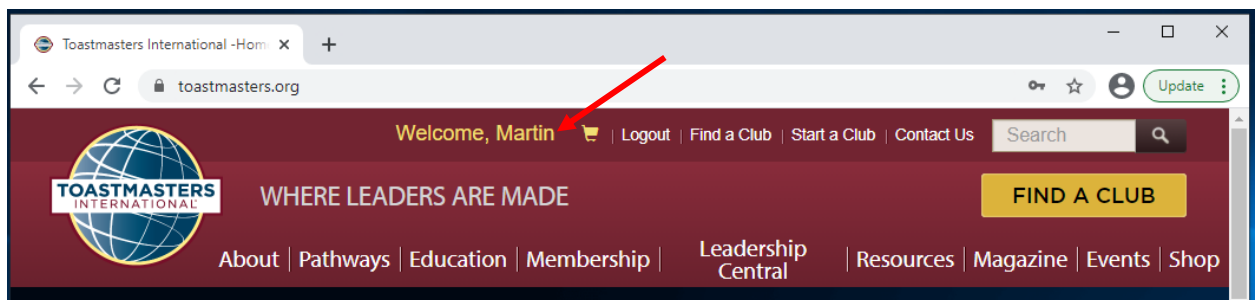 Toastmasters International -Hom
toastmasters.org
Update
Welcome, Martin | Logout | Find a Club | Start a Club | Contact Us Search
TOASTMASTERS
INTERNATIONAL
WHERE LEADERS ARE MADE
FIND A CLUB
About | Pathways | Education | Membership | Leadership Central | Resources | Magazine | Events | Shop